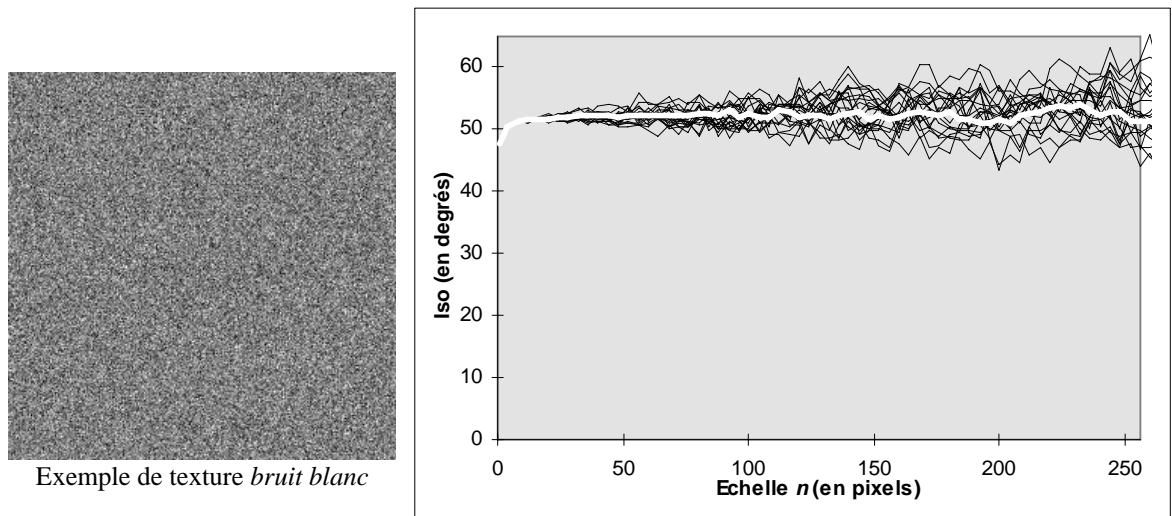 Exemple de texture bruit blanc
60
50
40
30
20
10
0
Iso (en degrés)
0 50 100 150 200 250
Echelle n (en pixels)